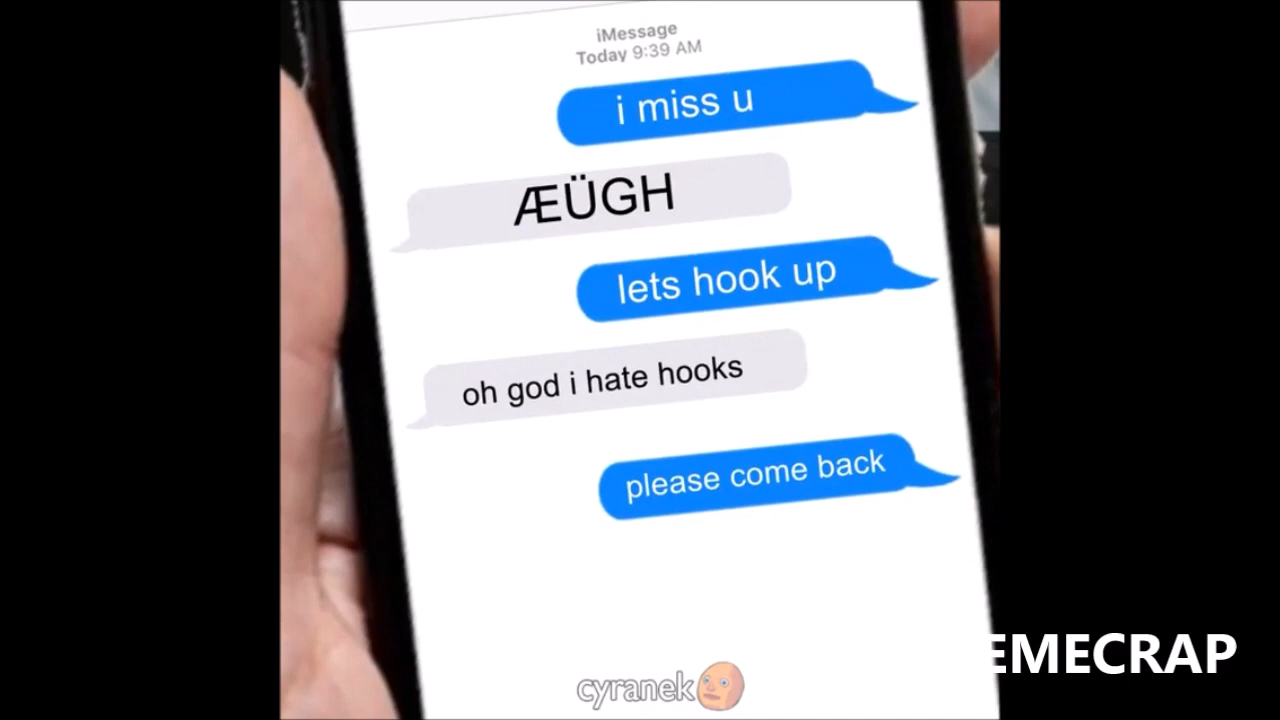 iMessage
Today 9:39 AM
i miss u
ÆÜGH
lets hook up
oh god i hate hooks
please come back
cyranek
EMECRAP